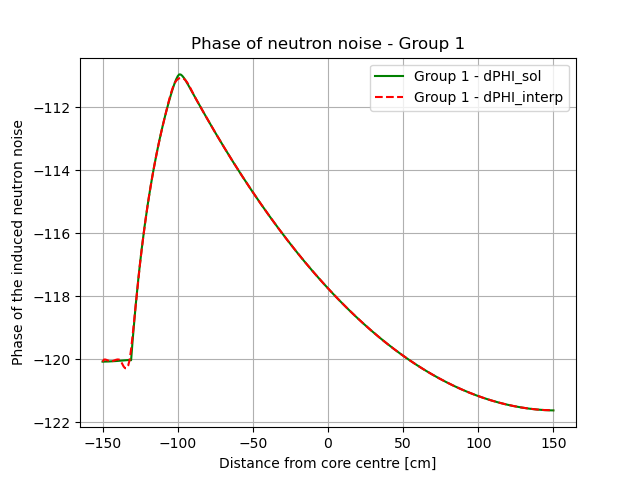 Phase of neutron noise - Group 1
Group 1 - dPHI_sol
Group 1 - dPHI_interp
Phase of the induced neutron noise
−112
−114
−116
−118
−120
−122
−150
−100
−50
0
50
100
150
Distance from core centre [cm]